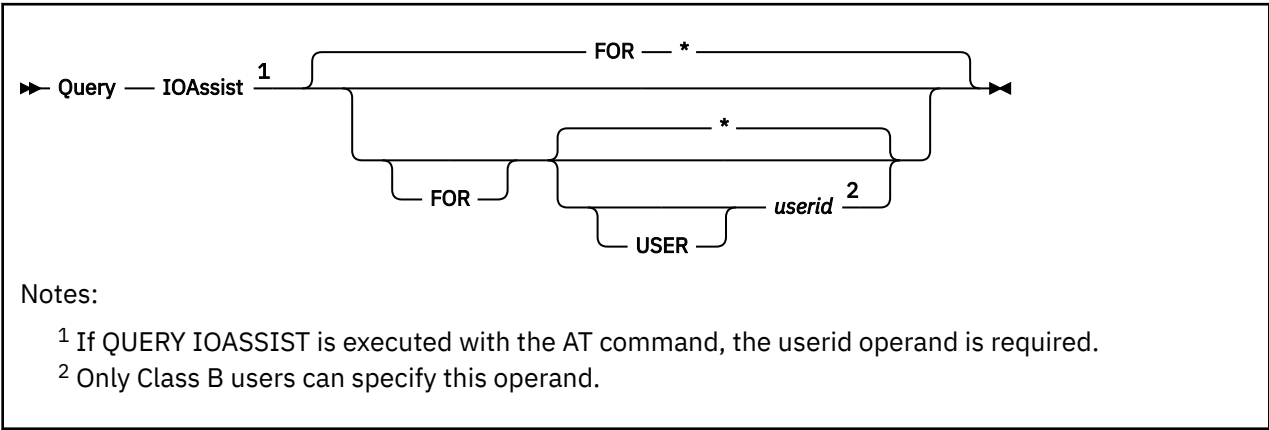 FOR *
Query IOAssist 1
*
FOR userid 2
USER
Notes:
1 If QUERY IOASSIST is executed with the AT command, the userid operand is required.
2 Only Class B users can specify this operand.